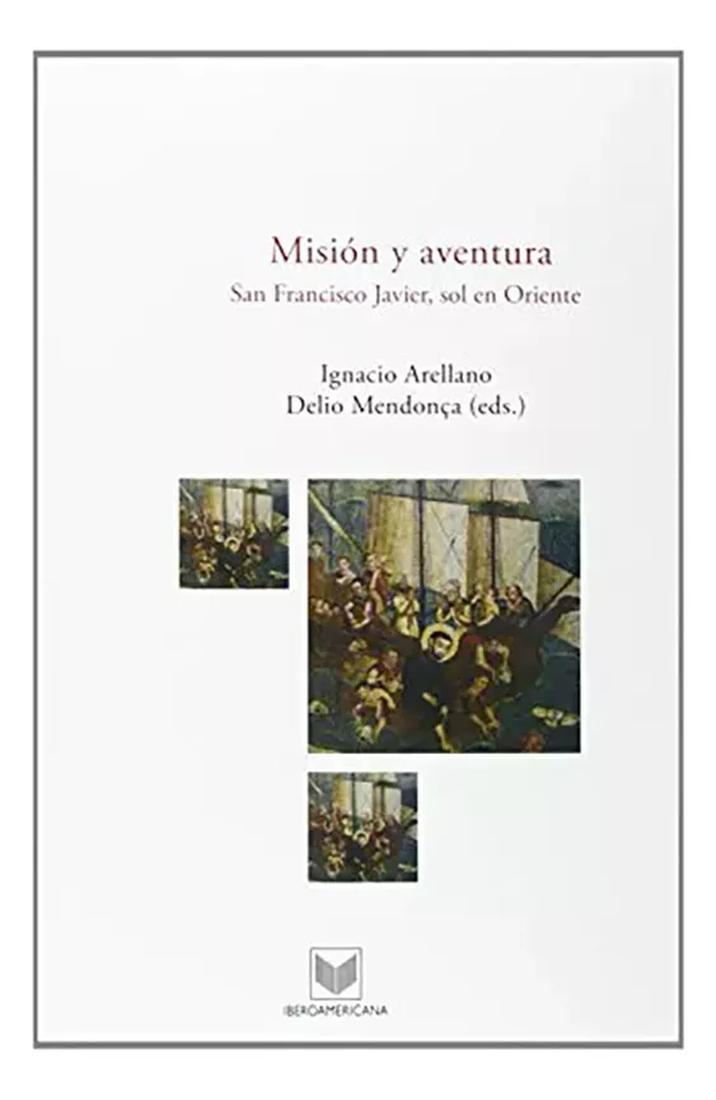 Misión y aventura
San Francisco Javier, sol en Oriente
Ignacio Arellano
Delio Mendonça (eds.)
IBEROAMERICANA